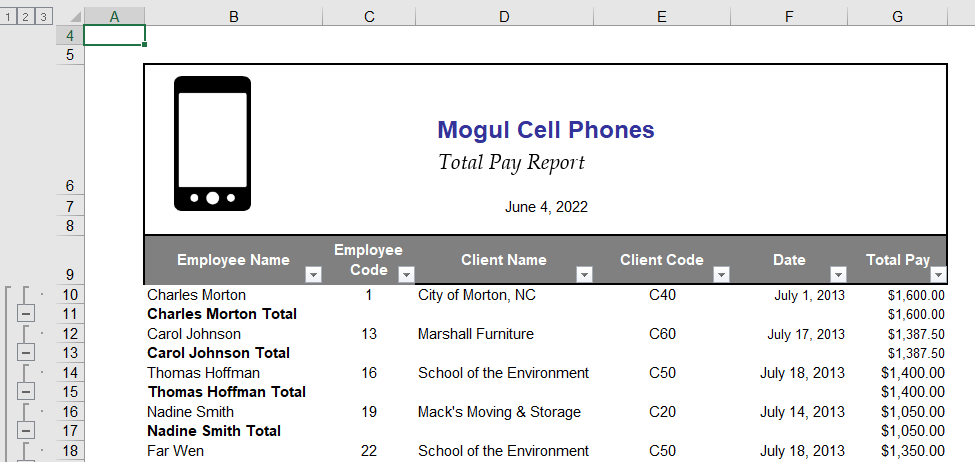 1 2 3 A B C D E F G
4
5
Mogul Cell Phones
Total Pay Report
6
7 June 4, 2022
8
9 Employee Name Employee Code Client Name Client Code Date Total Pay
10 Charles Morton 1 City of Morton, NC C40 July 1, 2013 $1,600.00
11 Charles Morton Total $1,600.00
12 Carol Johnson 13 Marshall Furniture C60 July 17, 2013 $1,387.50
13 Carol Johnson Total $1,387.50
14 Thomas Hoffman 16 School of the Environment C50 July 18, 2013 $1,400.00
15 Thomas Hoffman Total $1,400.00
16 Nadine Smith 19 Mack's Moving & Storage C20 July 14, 2013 $1,050.00
17 Nadine Smith Total $1,050.00
18 Far Wen 22 School of the Environment C50 July 18, 2013 $1,350.00